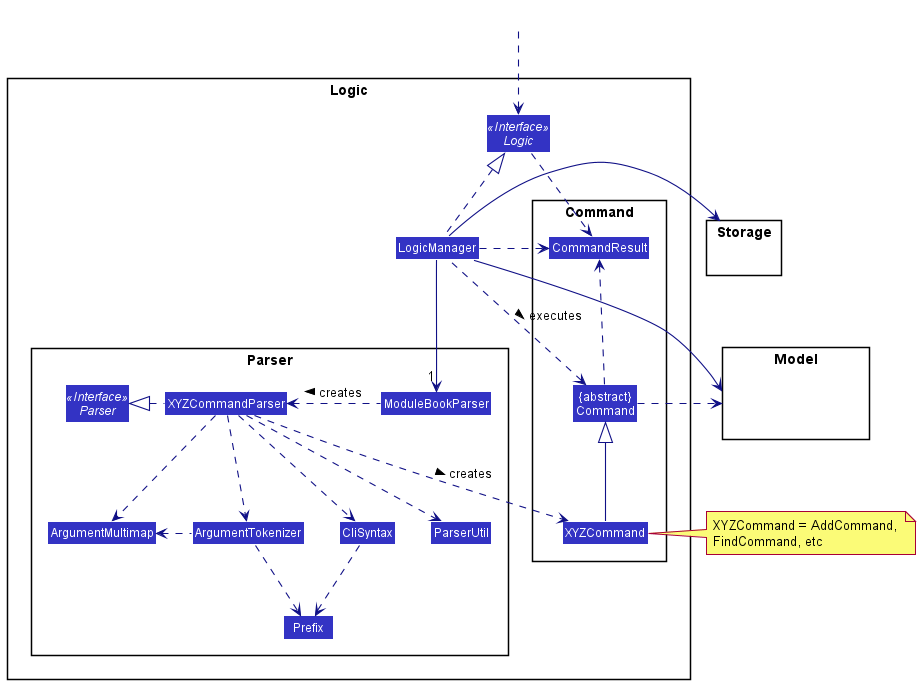 Logic
«Interface»
Logic
Command
Storage
LogicManager
CommandResult
executes
Parser
Model
1
«Interface»
Parser
XYZCommandParser
creates
ModuleBookParser
{abstract}
Command
creates
ArgumentMultimap
ArgumentTokenizer
CliSyntax
ParserUtil
XYZCommand
XYZCommand = AddCommand,
FindCommand, etc
Prefix